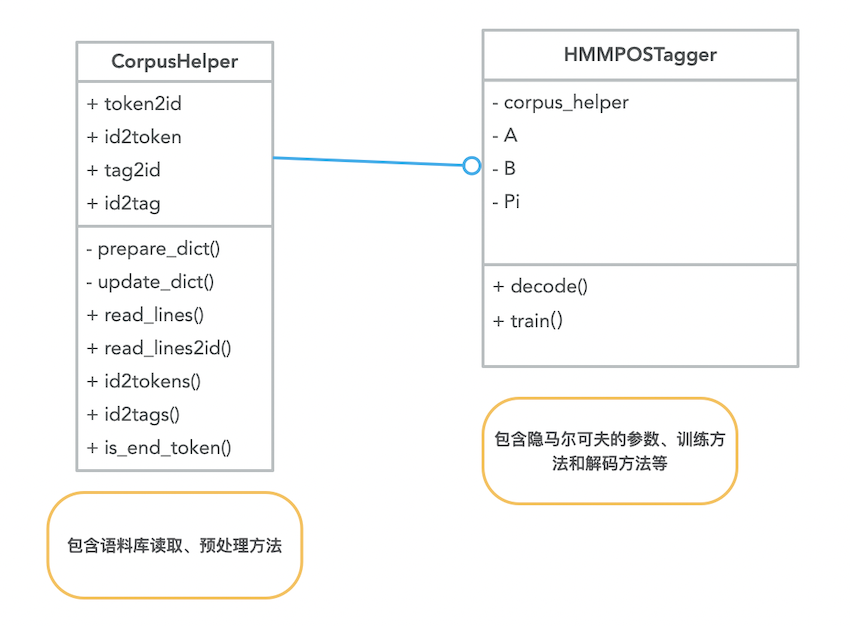 CorpusHelper
+ token2id
+ id2token
+ tag2id
+ id2tag
- prepare_dict()
- update_dict()
+ read_lines()
+ read_lines2id()
+ id2tokens()
+ id2tags()
+ is_end_token()
包含语料库读取、预处理方法
HMMPOSTagger
- corpus_helper
- A
- B
- Pi
+ decode()
+ train()
包含隐马尔可夫的参数、训练方
法和解码方法等